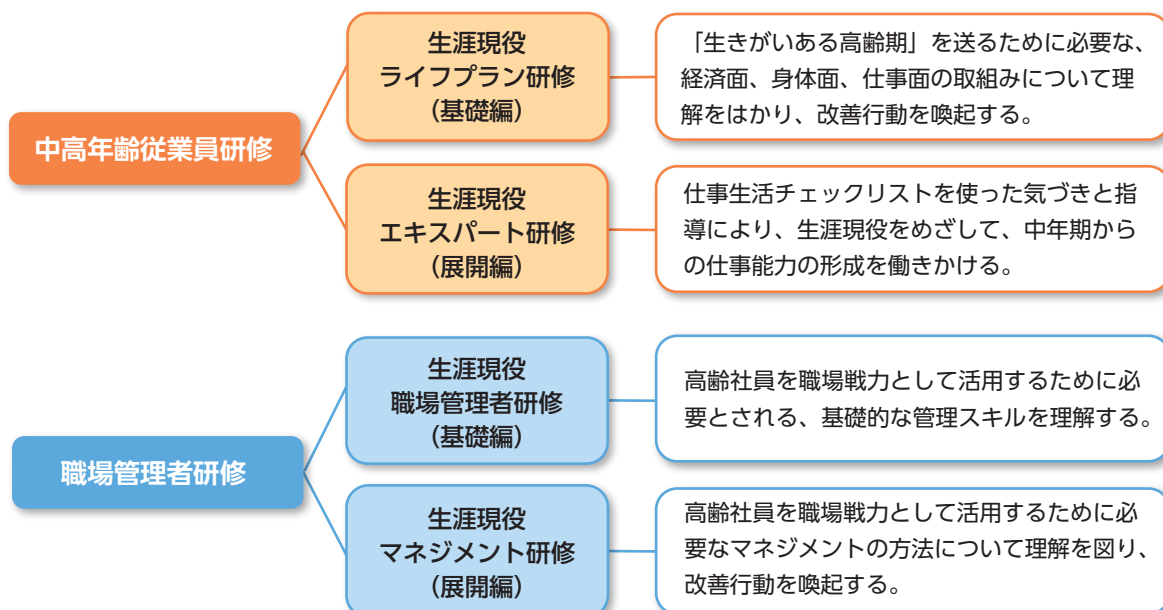 中高年齢従業員研修
生涯現役
ライフプラン研修
(基礎編)
「生きがいある高齢期」を送るために必要な、
経済面、身体面、仕事面の取組みについて理
解をはかり、改善行動を喚起する。
生涯現役
エキスパート研修
(展開編)
仕事生活チェックリストを使った気づきと指
導により、生涯現役をめざして、中年期から
の仕事能力の形成を働きかける。
職場管理者研修
生涯現役
職場管理者研修
(基礎編)
高齢社員を職場戦力として活用するために必
要とされる、基礎的な管理スキルを理解する。
生涯現役
マネジメント研修
(展開編)
高齢社員を職場戦力として活用するために必
要なマネジメントの方法について理解を図り、
改善行動を喚起する。